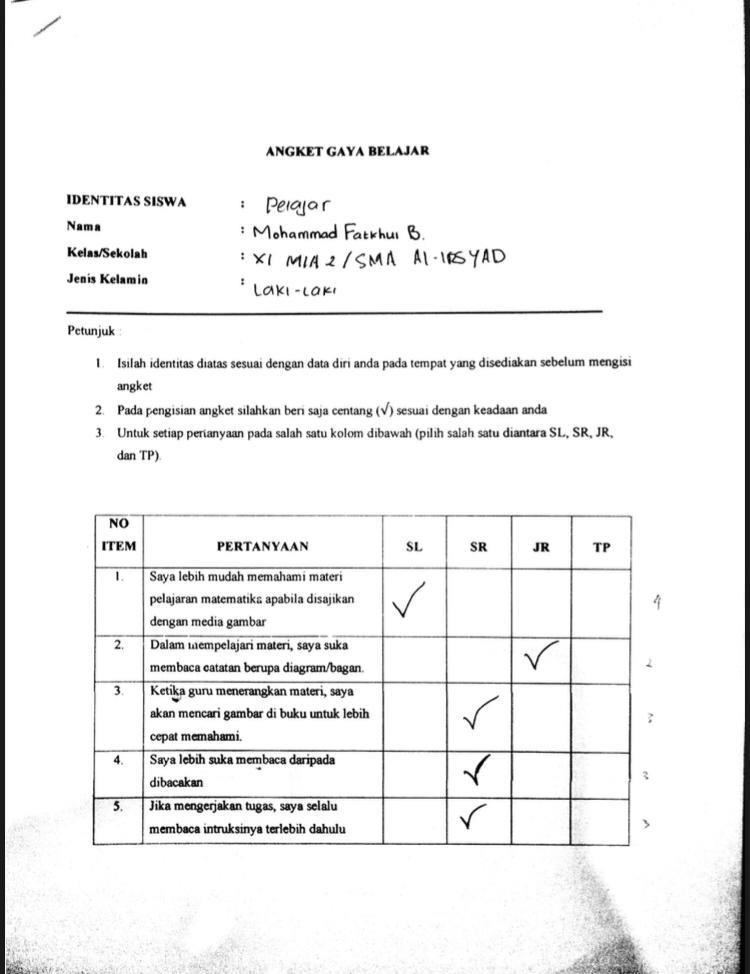 ANGKET GAYA BELAJAR
IDENTITAS SISWA : Pelajar
Nama : Mohammad Fatkhul B.
Kelas/Sekolah : XI MIA 2 / SMA Al-IRSYAD
Jenis Kelamin : Laki-Laki
Petunjuk :
1. Isilah identitas diatas sesuai dengan data diri anda pada tempat yang disediakan sebelum mengisi
angket
2. Pada pengisian angket silahkan beri saja centang (√) sesuai dengan keadaan anda
3. Untuk setiap pertanyaan pada salah satu kolom dibawah (pilih salah satu diantara SL, SR, JR,
dan TP).
NO
ITEM PERTANYAAN SL SR JR TP
1. Saya lebih mudah memahami materi
pelajaran matematika apabila disajikan
dengan media gambar ✓ 4
2. Dalam mempelajari materi, saya suka
membaca catatan berupa diagram/bagan. ✓ 2
3. Ketika guru menerangkan materi, saya
akan mencari gambar di buku untuk lebih
cepat memahami. ✓ 3
4. Saya lebih suka membaca daripada
dibacakan ✓ 3
5. Jika mengerjakan tugas, saya selalu
membaca intruksinya terlebih dahulu ✓ 3